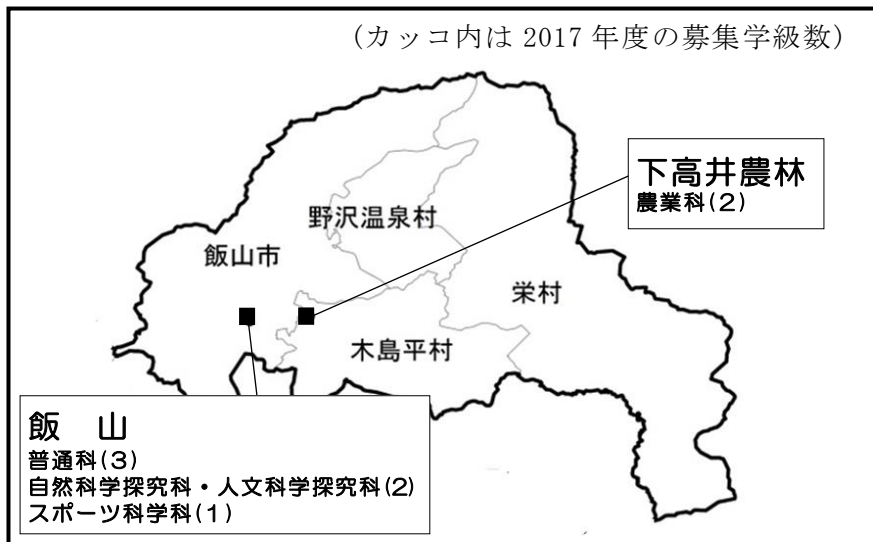 (カッコ内は 2017 年度の募集学級数)
下高井農林
農業科(2)
野沢温泉村
飯山市
栄村
木島平村
飯　山
普通科(3)
自然科学探究科・人文科学探究科(2)
スポーツ科学科(1)